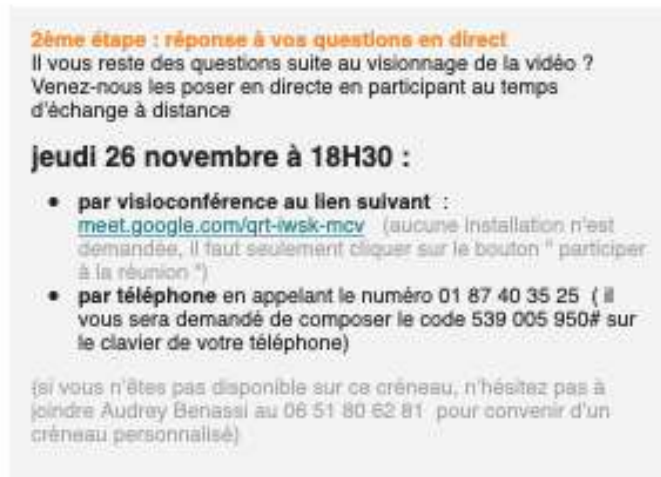 2ème étape : réponse à vos questions en direct
Il vous reste des questions suite au visionnage de la vidéo ?
Venez-nous les poser en directe en participant au temps
d'échange à distance
jeudi 26 novembre à 18H30 :
• par visioconférence au lien suivant :
meet.google.com/qrt-iwsk-mcv (aucune installation n'est
demandée, il faut seulement cliquer sur le bouton " participer
à la réunion ")
• par téléphone en appelant le numéro 01 87 40 35 25 ( il
vous sera demandé de composer le code 539 005 950# sur
le clavier de votre téléphone)
(si vous n'êtes pas disponible sur ce créneau, n'hésitez pas à
joindre Audrey Benassi au 06 51 80 62 81 pour convenir d'un
créneau personnalisé)